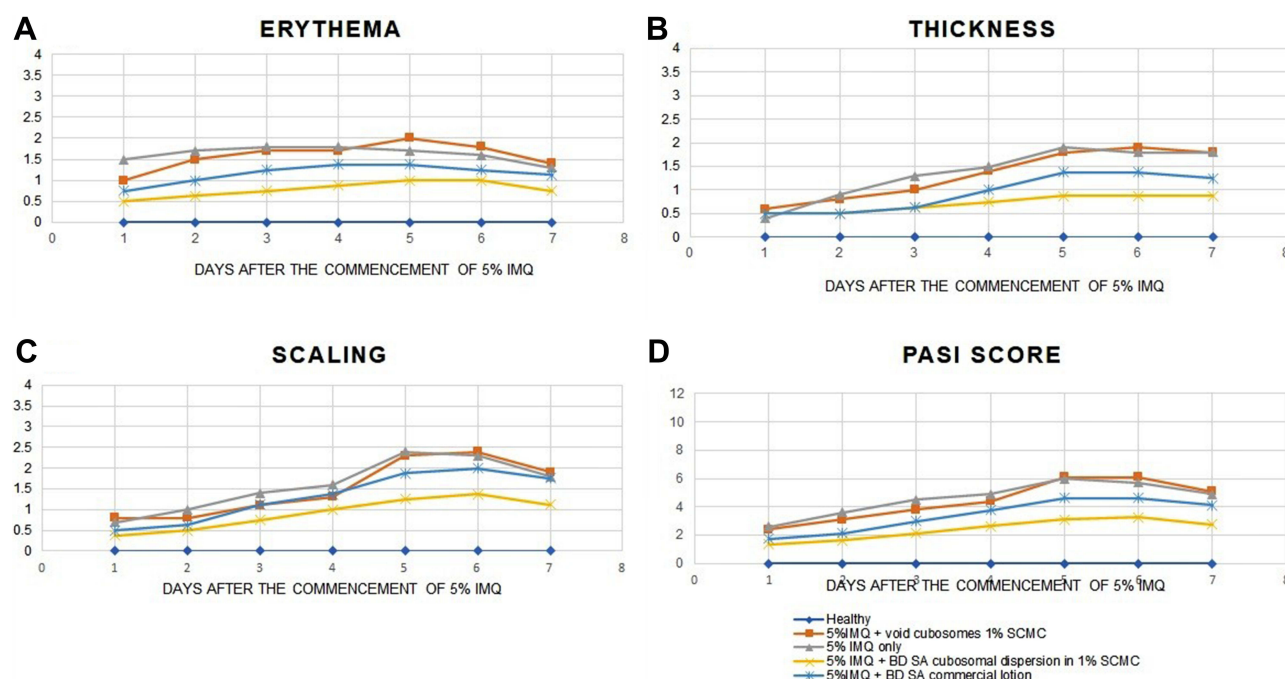 A
ERYTHEMA
4
3.5
3
2.5
2
1.5
1
0.5
0
0 1 2 3 4 5 6 7 8
DAYS AFTER THE COMMENCEMENT OF 5% IMQ
B
THICKNESS
4
3.5
3
2.5
2
1.5
1
0.5
0
0 1 2 3 4 5 6 7 8
DAYS AFTER THE COMMENCEMENT OF 5% IMQ
C
SCALING
4
3.5
3
2.5
2
1.5
1
0.5
0
0 1 2 3 4 5 6 7 8
DAYS AFTER THE COMMENCEMENT OF 5% IMQ
D
PASI SCORE
12
10
8
6
4
2
0
0 1 2 3 4 5 6 7 8
DAYS AFTER THE COMMENCEMENT OF 5% IMQ
Healthy
5%IMQ + void cubosomes 1% SCMC
5% IMQ only
5% IMQ + BD SA cubosomal dispersion in 1% SCMC
5%IMQ + BD SA commercial lotion